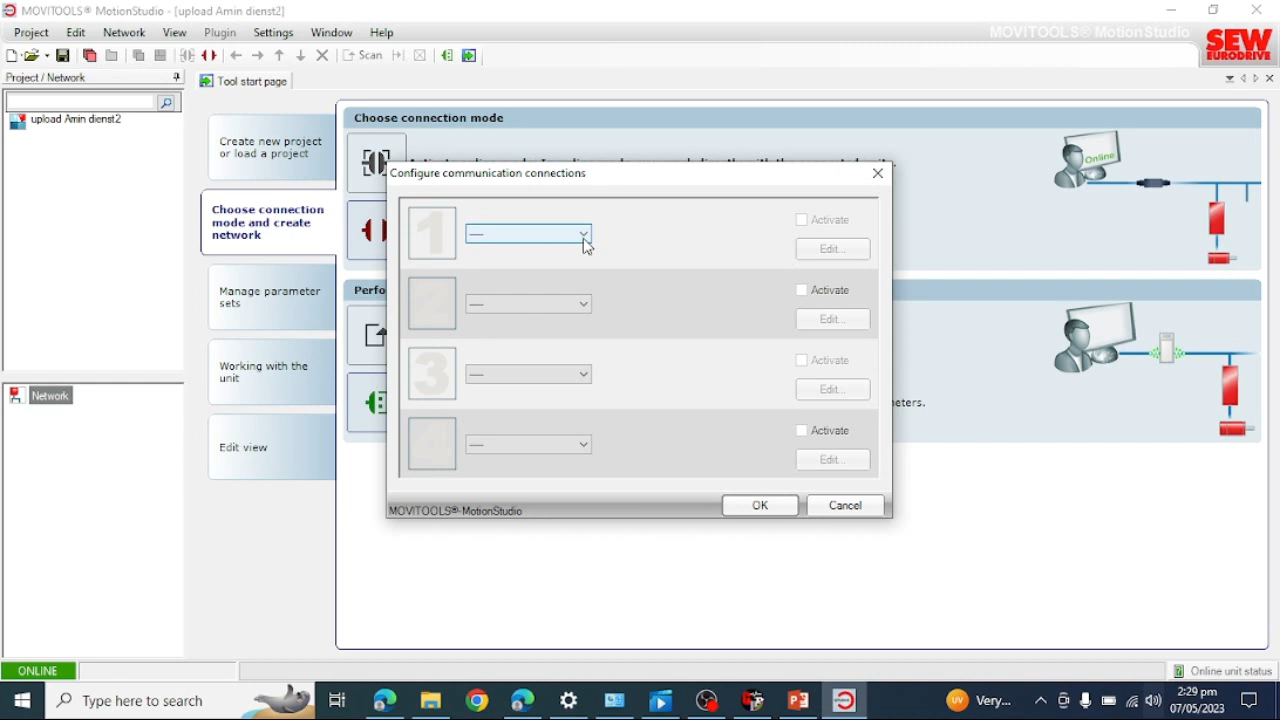 MOVITOOLS® MotionStudio - [upload Amin dienst2]
Project Edit Network View Plugin Settings Window Help
MOVITOOLS® MotionStudio
SEW
EURODRIVE
Scan
Project / Network
Tool start page
upload Amin dienst2
Create new project
or load a project
Choose connection
mode and create
network
Manage parameter
sets
Working with the
unit
Edit view
Choose connection mode
Online
Perfo
eters.
Configure communication connections
1
—
Activate
Edit...
2
—
Activate
Edit...
3
—
Activate
Edit...
4
—
Activate
Edit...
MOVITOOLS®-MotionStudio
OK
Cancel
Network
ONLINE
Online unit status
Type here to search
UV
Very...
2:29 pm
07/05/2023